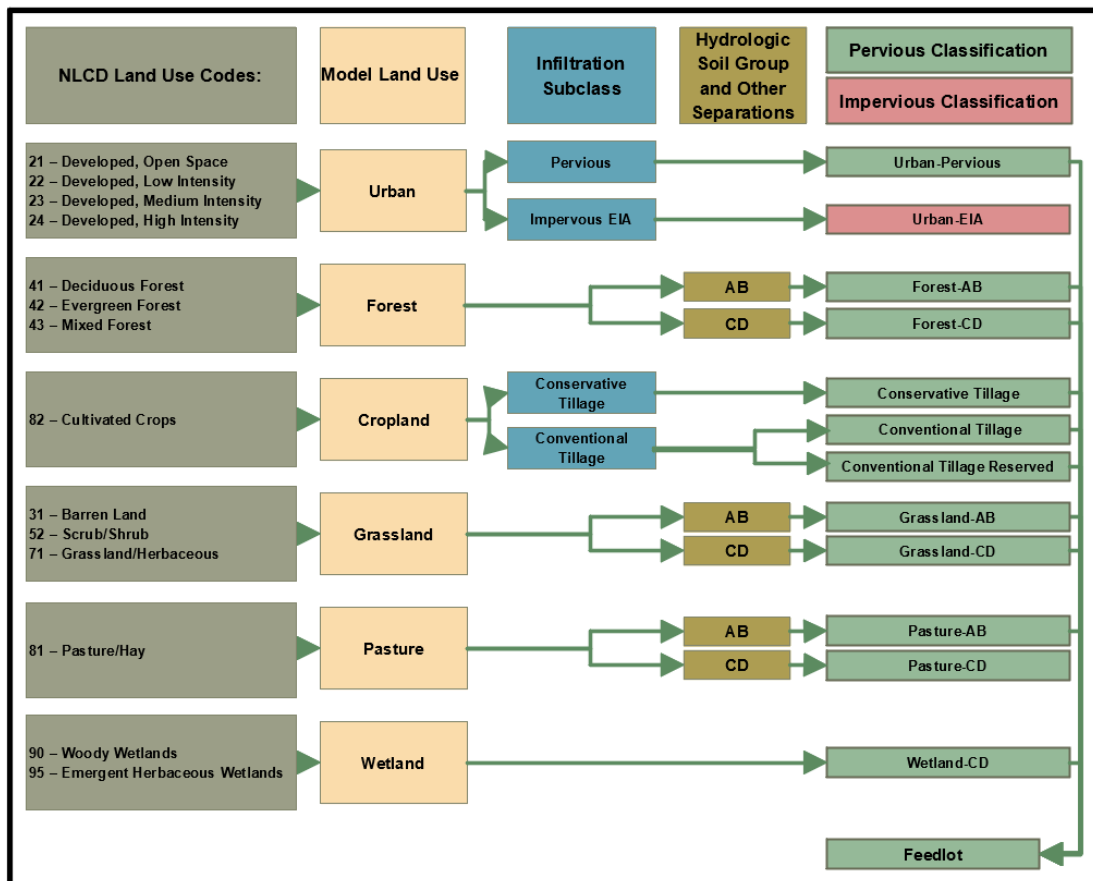 NLCD Land Use Codes:
Model Land Use
Infiltration
Subclass
Hydrologic
Soil Group
and Other
Separations
Pervious Classification
Impervious Classification
21 – Developed, Open Space
22 – Developed, Low Intensity
23 – Developed, Medium Intensity
24 – Developed, High Intensity
Urban
Pervious
Urban-Pervious
Impervous EIA
Urban-EIA
41 – Deciduous Forest
42 – Evergreen Forest
43 – Mixed Forest
Forest
AB
Forest-AB
CD
Forest-CD
82 – Cultivated Crops
Cropland
Conservative
Tillage
Conservative Tillage
Conventional
Tillage
Conventional Tillage
Conventional Tillage Reserved
31 – Barren Land
52 – Scrub/Shrub
71 – Grassland/Herbaceous
Grassland
AB
Grassland-AB
CD
Grassland-CD
81 – Pasture/Hay
Pasture
AB
Pasture-AB
CD
Pasture-CD
90 – Woody Wetlands
95 – Emergent Herbaceous Wetlands
Wetland
Wetland-CD
Feedlot